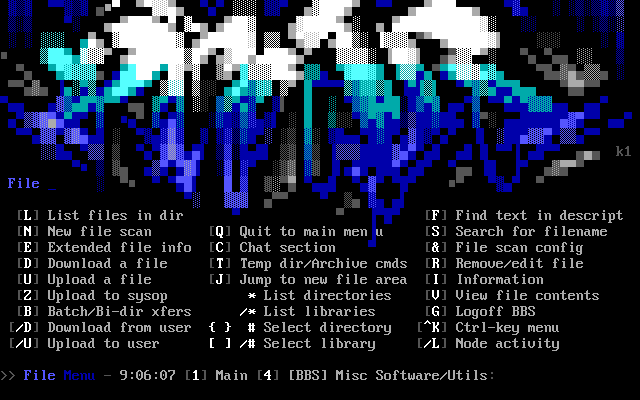 k1
File _
[L] List files in dir [F] Find text in descript
[N] New file scan [Q] Quit to main men u [S] Search for filename
[E] Extended file info [C] Chat section [&] File scan config
[D] Download a file [T] Temp dir/Archive cmds [R] Remove/edit file
[U] Upload a file [J] Jump to new file area [I] Information
[Z] Upload to sysop * List directories [V] View file contents
[B] Batch/Bi-dir xfers /* List libraries [G] Logoff BBS
[/D] Download from user { } # Select directory [^K] Ctrl-key menu
[/U] Upload to user [ ] /# Select library [/L] Node activity
>> File Menu - 9:06:07 [1] Main [4] [BBS] Misc Software/Utils: